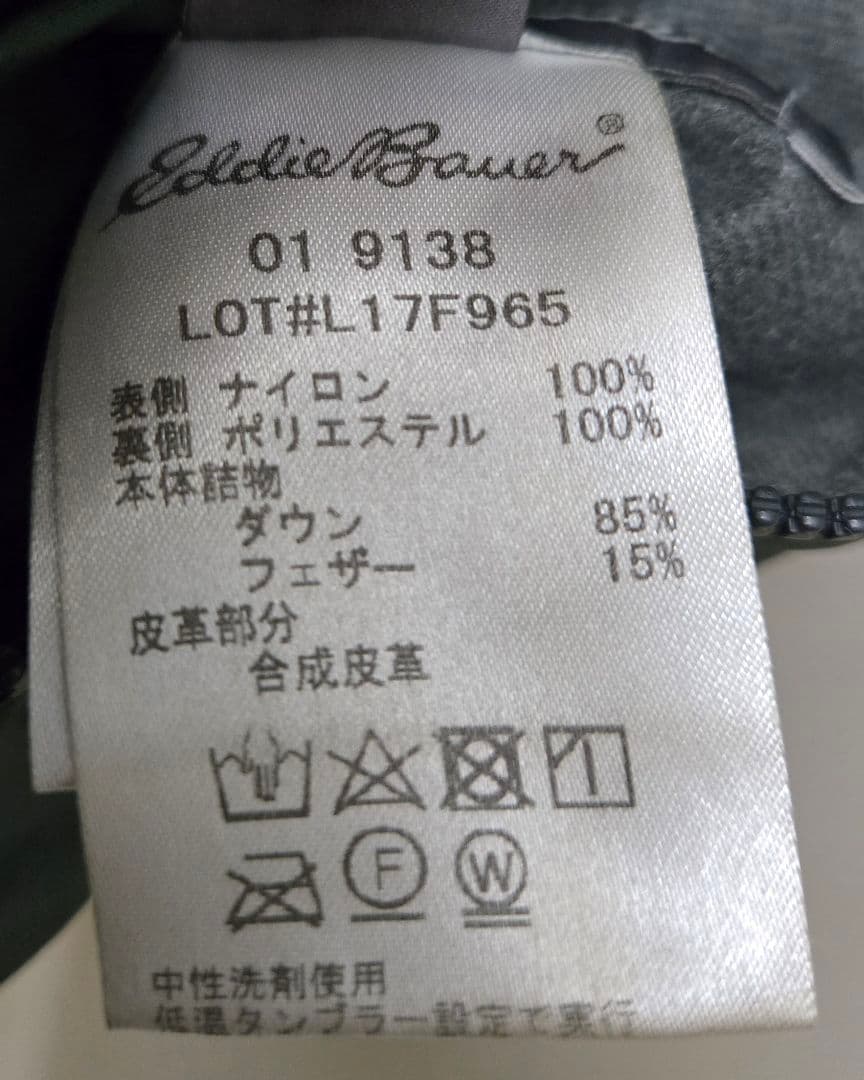 Eddie Bauer®
01 9138
LOT#L17F965
表側 ナイロン 100%
裏側 ポリエステル 100%
本体詰物
ダウン 85%
フェザー 15%
皮革部分
合成皮革
F W
中性洗剤使用
低温タンブラー設定で実行